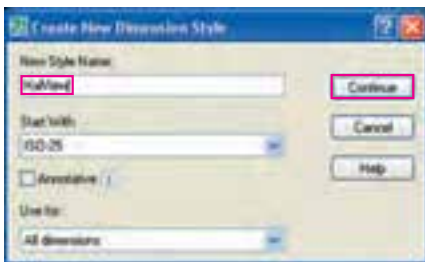 Create New Dimension Style
New Style Name:
Continue
Start With:
ISO-25
Cancel
Annotative
Help
Use for:
All dimensions